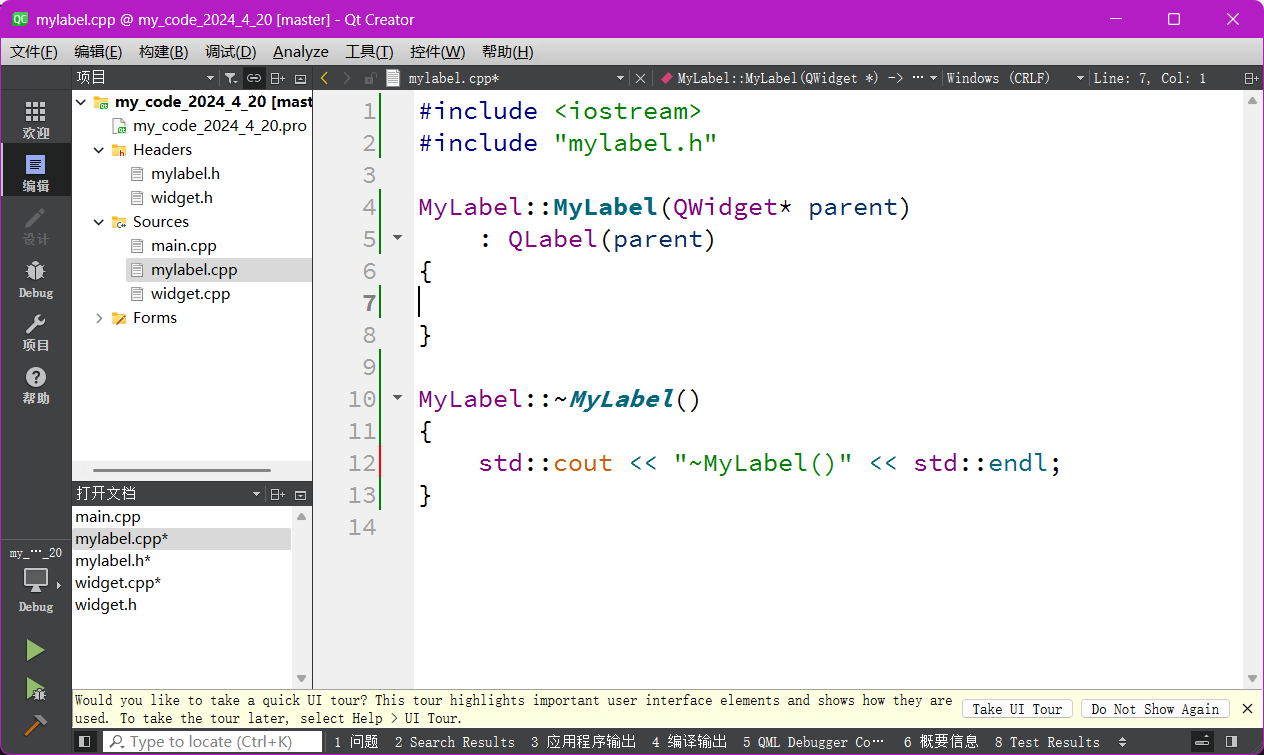 QC mylabel.cpp @ my_code_2024_4_20 [master] - Qt Creator
文件(F) 编辑(E) 构建(B) 调试(D) Analyze 工具(T) 控件(W) 帮助(H)
项目 mylabel.cpp* MyLabel::MyLabel(QWidget *) -> ⋯ Windows (CRLF) Line: 7, Col: 1
欢迎
编辑
设计
Debug
项目
帮助
my_code_2024_4_20 [mast
my_code_2024_4_20.pro
Headers
mylabel.h
widget.h
Sources
main.cpp
mylabel.cpp
widget.cpp
Forms
1 #include <iostream>
2 #include "mylabel.h"
3
4 MyLabel::MyLabel(QWidget* parent)
5     : QLabel(parent)
6 {
7
8 }
9
10 MyLabel::~MyLabel()
11 {
12     std::cout << "~MyLabel()" << std::endl;
13 }
14
打开文档
main.cpp
mylabel.cpp*
mylabel.h*
widget.cpp*
widget.h
my_⋯_20
Debug
Would you like to take a quick UI tour? This tour highlights important user interface elements and shows how they are
used. To take the tour later, select Help > UI Tour.
Take UI Tour
Do Not Show Again
Type to locate (Ctrl+K) 1 问题 2 Search Results 3 应用程序输出 4 编译输出 5 QML Debugger Co⋯ 6 概要信息 8 Test Results